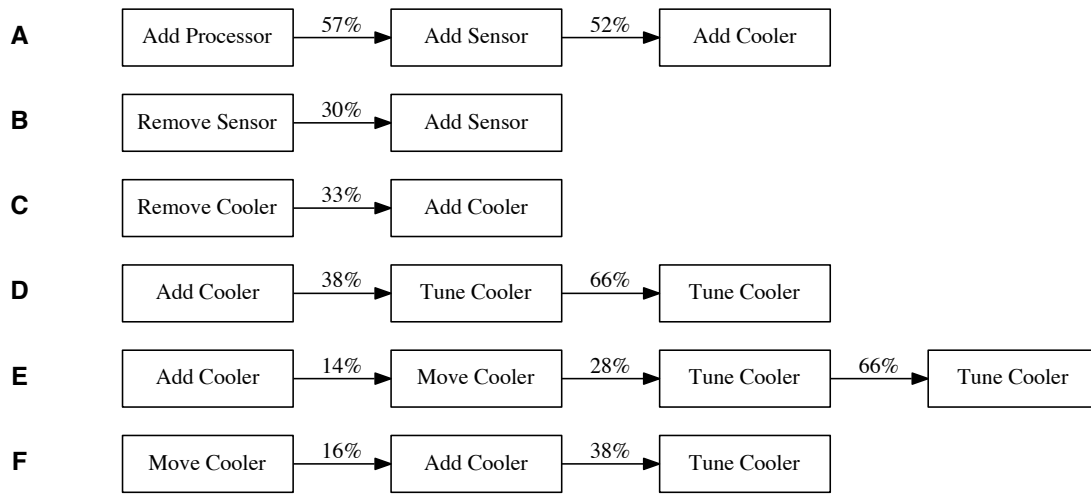 A Add Processor 57% Add Sensor 52% Add Cooler
B Remove Sensor 30% Add Sensor
C Remove Cooler 33% Add Cooler
D Add Cooler 38% Tune Cooler 66% Tune Cooler
E Add Cooler 14% Move Cooler 28% Tune Cooler 66% Tune Cooler
F Move Cooler 16% Add Cooler 38% Tune Cooler